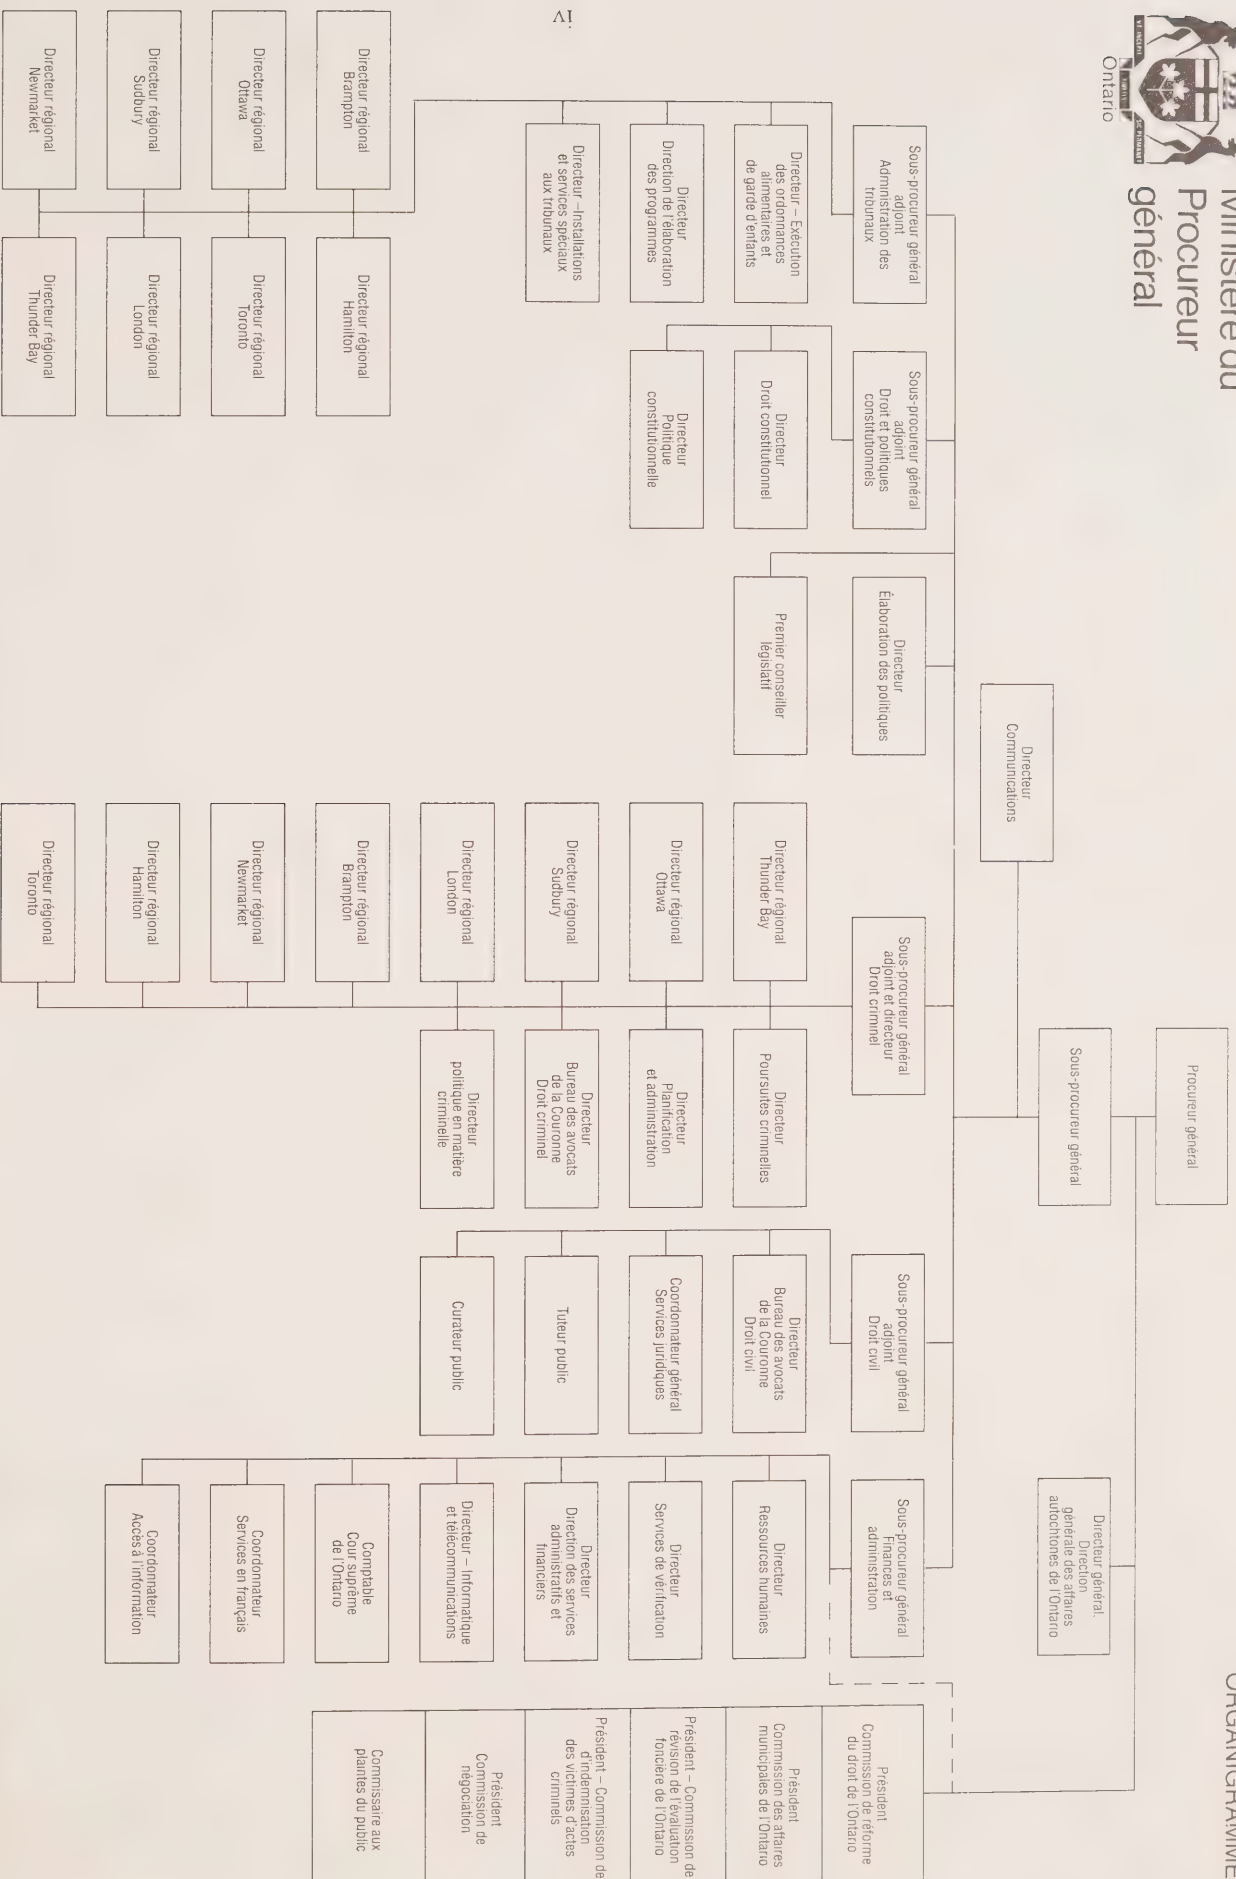 Ministère du
Procureur
général
Ontario
ORGANIGRAMME
Procureur général
Sous-procureur général
Directeur général,
Direction
générale des affaires
autochtones de l'Ontario
Directeur
Communications
Sous-procureur général
adjoint
Administration des
tribunaux
Directeur – Exécution
des ordonnances
alimentaires et
de garde d'enfants
Directeur
Direction de l'élaboration
des programmes
Directeur – Installations
et services spéciaux
aux tribunaux
Directeur régional
Brampton
Directeur régional
Hamilton
Directeur régional
Ottawa
Directeur régional
Toronto
Directeur régional
Sudbury
Directeur régional
London
Directeur régional
Newmarket
Directeur régional
Thunder Bay
Sous-procureur général
adjoint
Droit et politiques
constitutionnels
Directeur
Droit constitutionnel
Directeur
Politique
constitutionnelle
Directeur
Élaboration des politiques
Premier conseiller
législatif
Sous-procureur général
adjoint et directeur
Droit criminel
Directeur régional
Thunder Bay
Directeur
Poursuites criminelles
Directeur régional
Ottawa
Directeur
Planification
et administration
Directeur régional
Sudbury
Directeur
Bureau des avocats
de la Couronne
Droit criminel
Directeur régional
London
Directeur
politique en matière
criminelle
Directeur régional
Brampton
Directeur régional
Newmarket
Directeur régional
Hamilton
Directeur régional
Toronto
Sous-procureur général
adjoint
Droit civil
Directeur
Bureau des avocats
de la Couronne
Droit civil
Coordonnateur général
Services juridiques
Tuteur public
Curateur public
Sous-procureur général
Finances et
administration
Directeur
Ressources humaines
Directeur
Services de vérification
Directeur
Direction des services
administratifs et
financiers
Directeur – Informatique
et télécommunications
Comptable
Cour suprême
de l'Ontario
Coordonnateur
Services en français
Coordonnateur
Accès à l'information
Président
Commission de réforme
du droit de l'Ontario
Président
Commission des affaires
municipales de l'Ontario
Président – Commission de
révision de l'évaluation
foncière de l'Ontario
Président – Commission de
d'indemnisation
des victimes d'actes
criminels
Président
Commission de
négociation
Commissaire aux
plaintes du public
iv